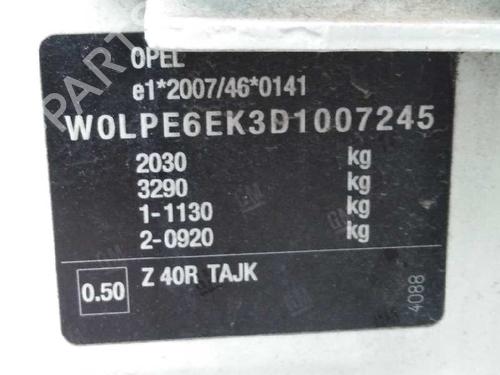 OPEL
e1*2007/46*0141
W0LPE6EK3D1007245
2030 kg
3290 kg
1-1130 kg
2-0920 kg
0.50 Z 40R TAJK
4088